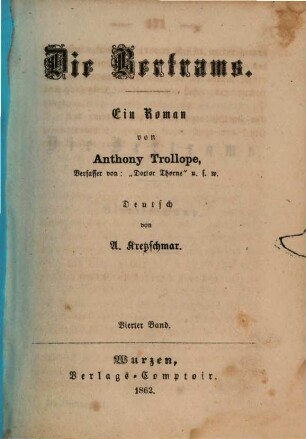 Die Bertrams.
Ein Roman
von
Anthony Trollope,
Verfasser von: „Doctor Thorne" u. s. w.
Deutsch
von
A. Kretzschmar.
Vierter Band.
Wurzen,
Verlags-Comptoir.
1862.